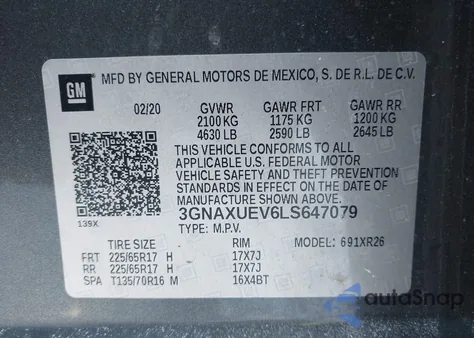 GM
MFD BY GENERAL MOTORS DE MEXICO, S. DE R.L. DE C.V.
02/20 GVWR GAWR FRT GAWR RR
2100 KG 1175 KG 1200 KG
4630 LB 2590 LB 2645 LB
THIS VEHICLE CONFORMS TO ALL
APPLICABLE U.S. FEDERAL MOTOR
VEHICLE SAFETY AND THEFT PREVENTION
STANDARDS IN EFFECT ON THE DATE OF
MANUFACTURE SHOWN ABOVE.
139X
3GNAXUEV6LS647079
TYPE: M.P.V.
TIRE SIZE RIM MODEL: 691XR26
FRT 225/65R17 H 17X7J
RR 225/65R17 H 17X7J
SPA T135/70R16 M 16X4BT
autoSnap